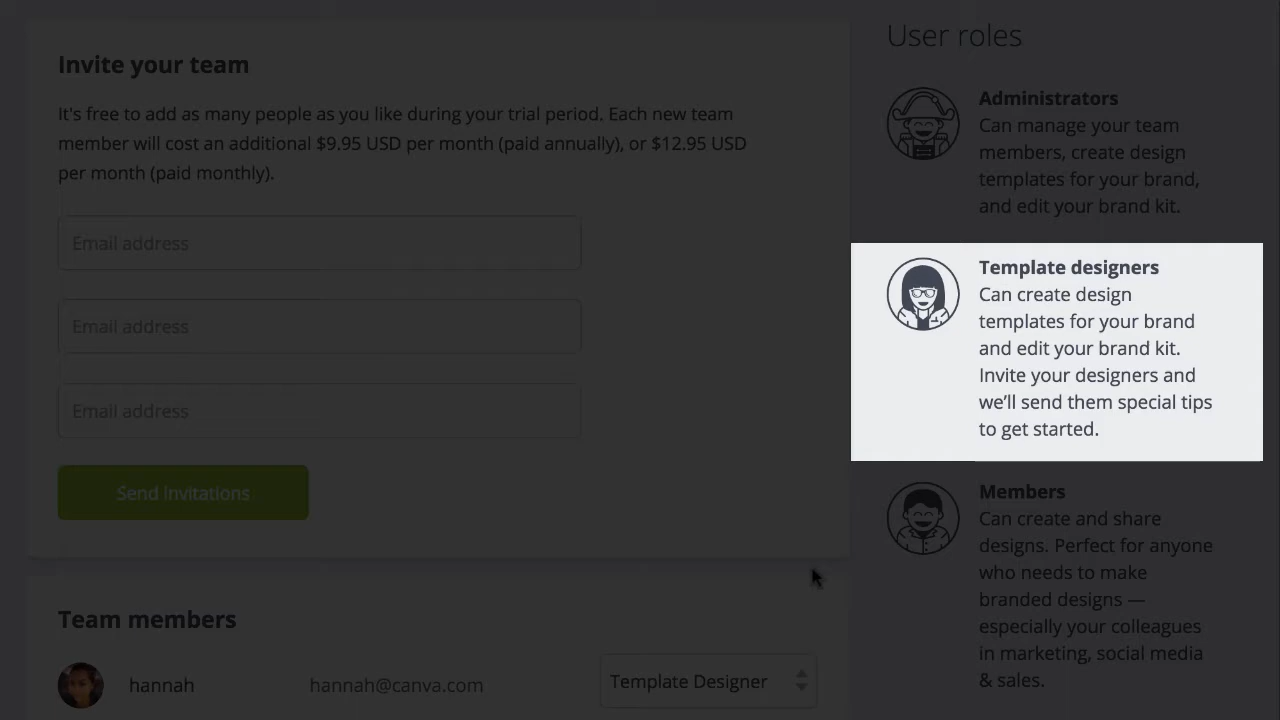 Invite your team
It's free to add as many people as you like during your trial period. Each new team
member will cost an additional $9.95 USD per month (paid annually), or $12.95 USD
per month (paid monthly).
Email address
Email address
Email address
Send Invitations
Team members
hannah
hannah@canva.com
Template Designer
User roles
Administrators
Can manage your team
members, create design
templates for your brand,
and edit your brand kit.
Template designers
Can create design
templates for your brand
and edit your brand kit.
Invite your designers and
we'll send them special tips
to get started.
Members
Can create and share
designs. Perfect for anyone
who needs to make
branded designs —
especially your colleagues
in marketing, social media
& sales.